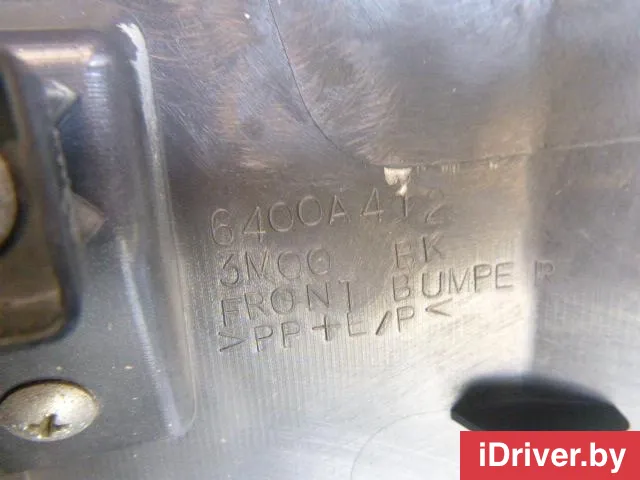 6400A412
3M00 BK
FRONT BUMPER
>PP+E/P<
iDriver.by